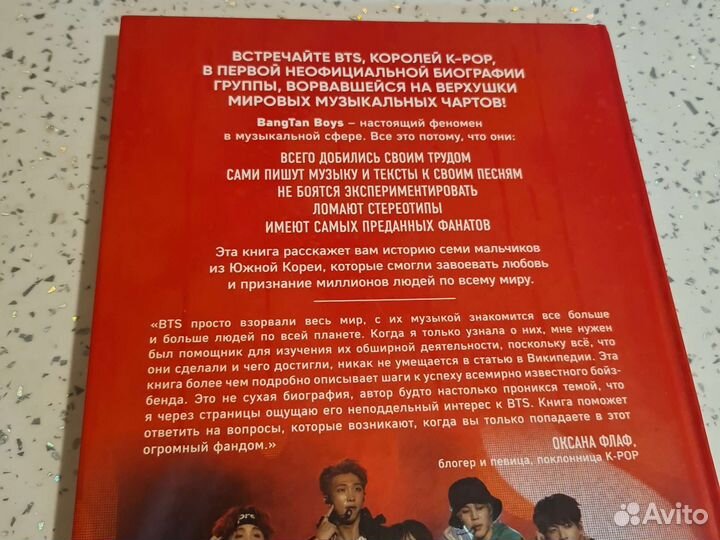 ВСТРЕЧАЙТЕ BTS, КОРОЛЕЙ K-POP,
В ПЕРВОЙ НЕОФИЦИАЛЬНОЙ БИОГРАФИИ
ГРУППЫ, ВОРВАВШЕЙСЯ НА ВЕРХУШКИ
МИРОВЫХ МУЗЫКАЛЬНЫХ ЧАРТОВ!
BangTan Boys – настоящий феномен
в музыкальной сфере. Все это потому, что они:
ВСЕГО ДОБИЛИСЬ СВОИМ ТРУДОМ
САМИ ПИШУТ МУЗЫКУ И ТЕКСТЫ К СВОИМ ПЕСНЯМ
НЕ БОЯТСЯ ЭКСПЕРИМЕНТИРОВАТЬ
ЛОМАЮТ СТЕРЕОТИПЫ
ИМЕЮТ САМЫХ ПРЕДАННЫХ ФАНАТОВ
Эта книга расскажет вам историю семи мальчиков
из Южной Кореи, которые смогли завоевать любовь
и признание миллионов людей по всему миру.
«BTS просто взорвали весь мир, с их музыкой знакомится все больше
и больше людей по всей планете. Когда я только узнала о них, мне нужен
был помощник для изучения их обширной деятельности, поскольку всё, что
они сделали и чего достигли, никак не умещается в статью в Википедии. Эта
книга более чем подробно описывает шаги к успеху всемирно известного бойз-
бенда. Это не сухая биография, автор будто настолько проникся темой, что
я через страницы ощущаю его неподдельный интерес к BTS. Книга поможет
ответить на вопросы, которые возникают, когда вы только попадаете в этот
огромный фандом.»
ОКСАНА ФЛАФ,
блогер и певица, поклонница K-POP
Avito